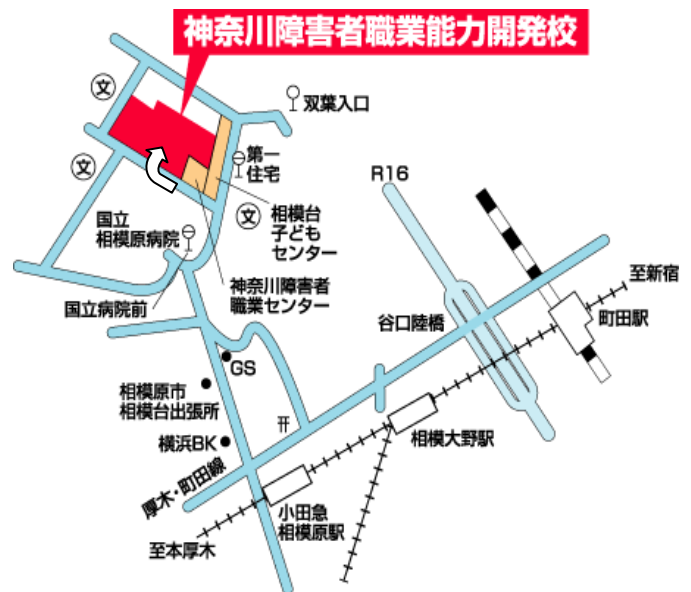 神奈川障害者職業能力開発校
文
双葉入口
文
第一
住宅
R16
国立
相模原病院
文
相模台
子ども
センター
国立病院前
神奈川障害者
職業センター
至新宿
町田駅
谷口陸橋
GS
相模原市
相模台出張所
横浜BK
相模大野駅
厚木・町田線
小田急
相模原駅
至本厚木